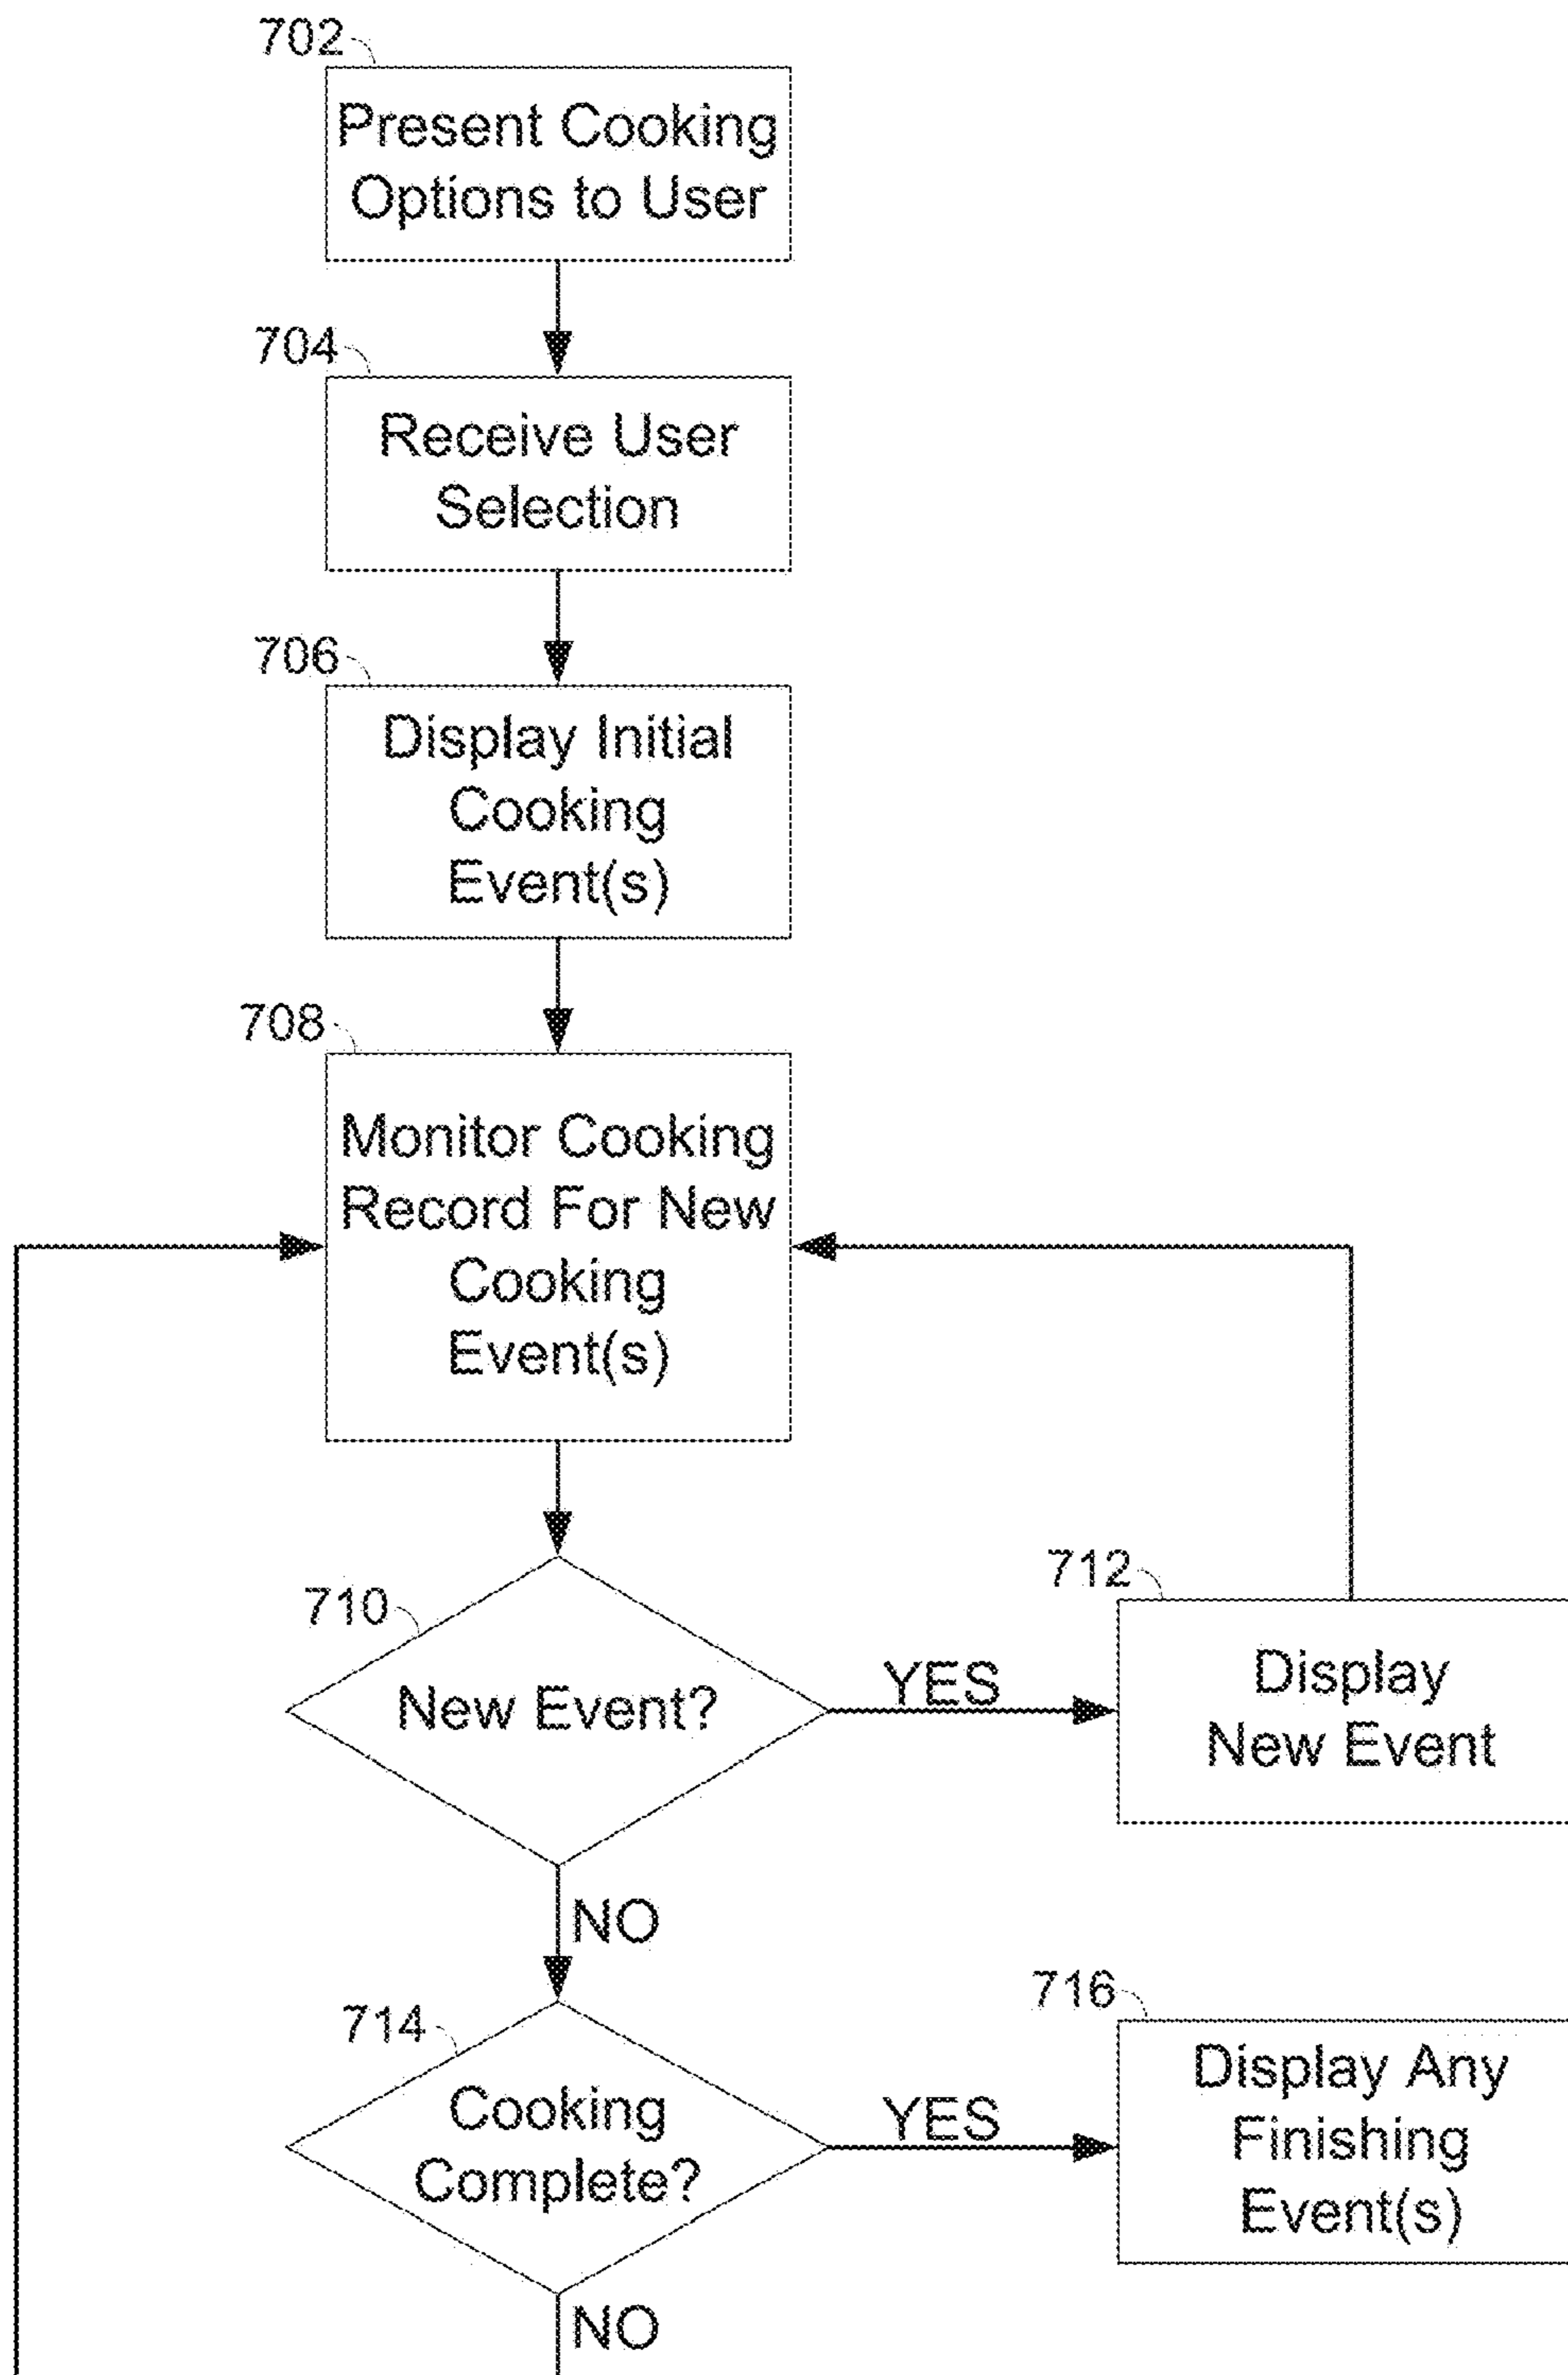 702
Present Cooking
Options to User
704
Receive User
Selection
706
Display Initial
Cooking
Event(s)
708
Monitor Cooking
Record For New
Cooking
Event(s)
710
New Event?
YES
712
Display
New Event
NO
714
Cooking
Complete?
YES
716
Display Any
Finishing
Event(s)
NO